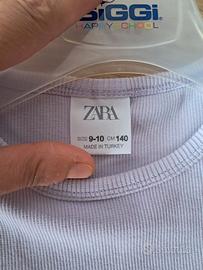 SiGGi
HAPPY SCHOOL
ZARA
SIZE 9-10 CM 140
MADE IN TURKEY